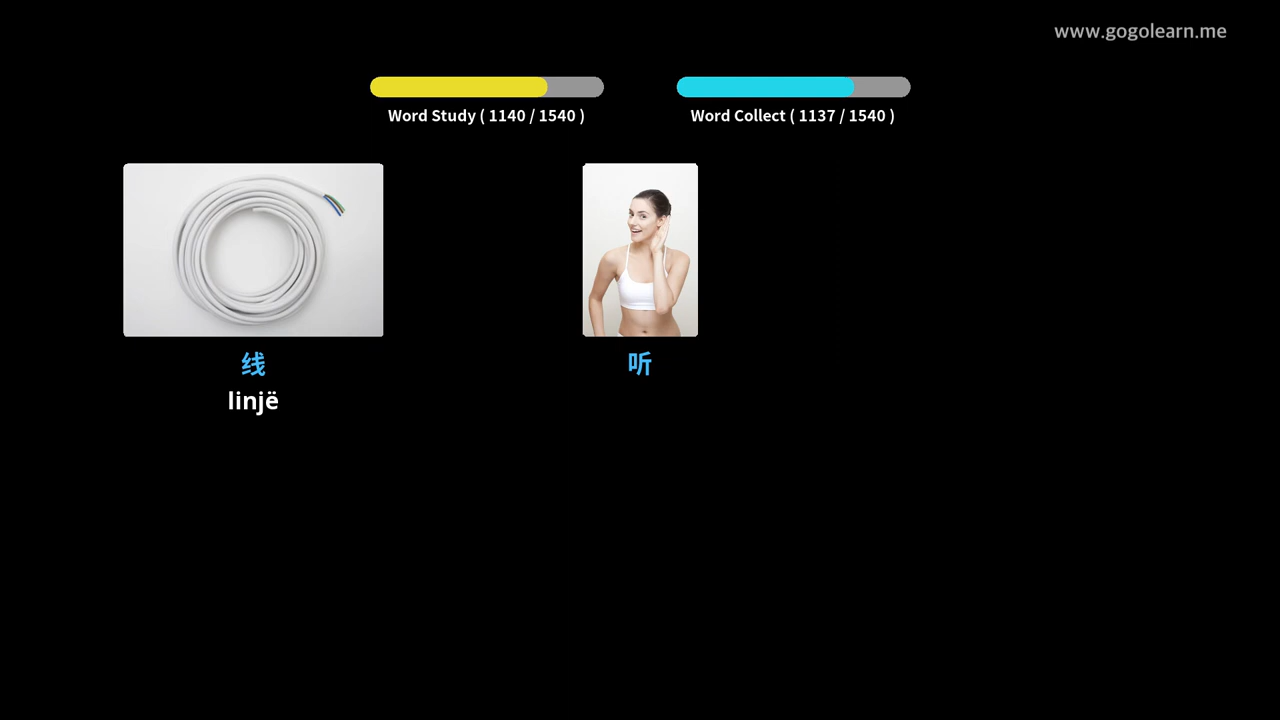 www.gogolearn.me
Word Study ( 1140 / 1540 )
Word Collect ( 1137 / 1540 )
线
linjë
听